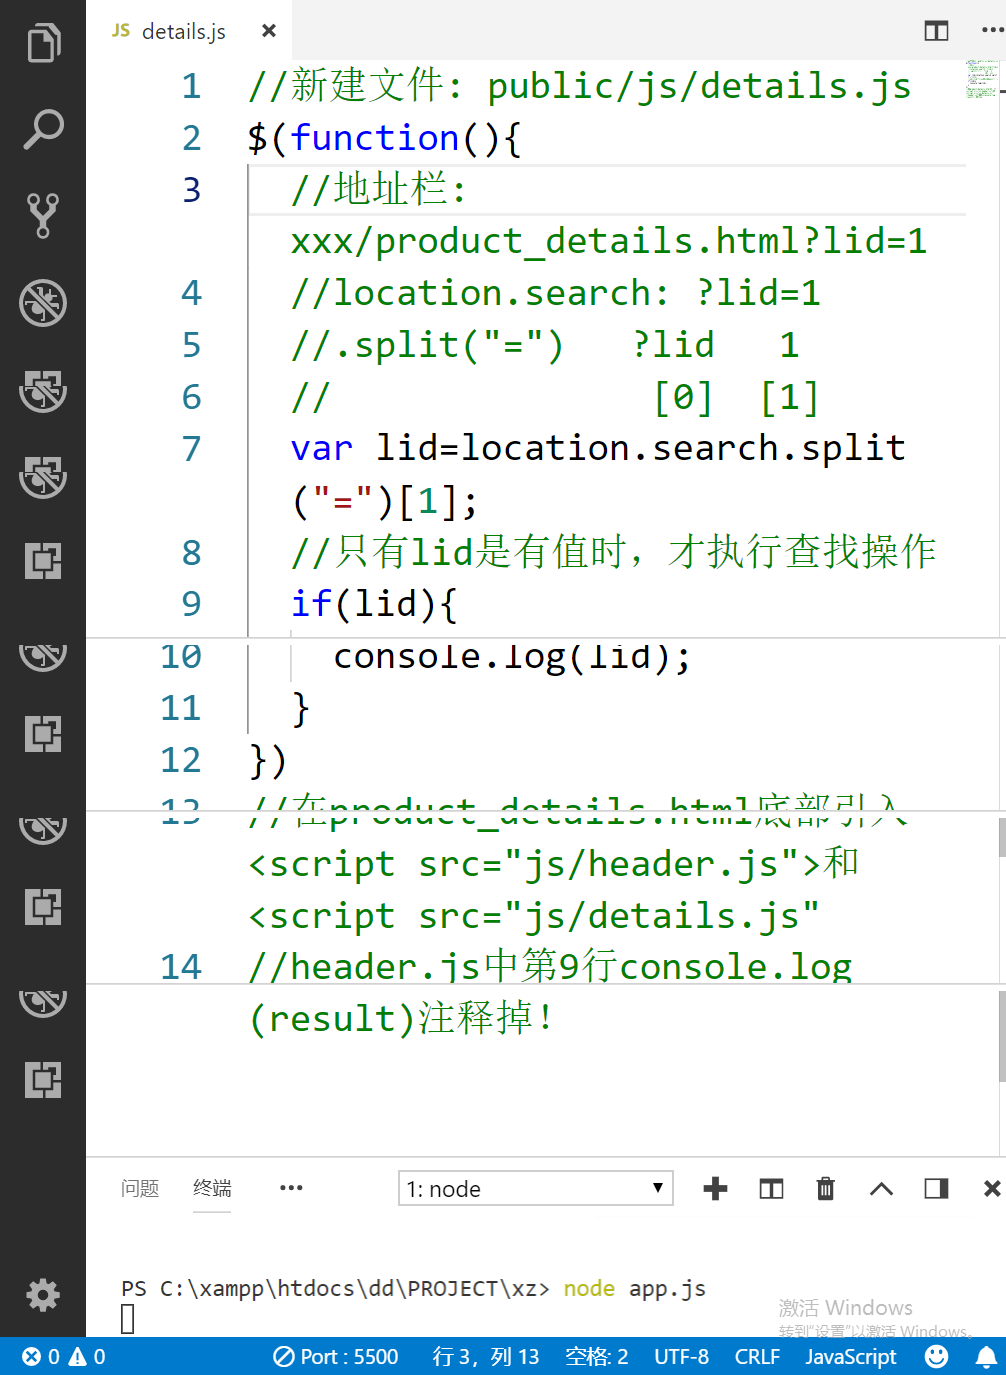 JS details.js
1 //新建文件: public/js/details.js
2 $(function(){
3 //地址栏:
xxx/product_details.html?lid=1
4 //location.search: ?lid=1
5 //.split("=") ?lid 1
6 // [0] [1]
7 var lid=location.search.split
("=")[1];
8 //只有lid是有值时，才执行查找操作
9 if(lid){
10 console.log(lid);
11 }
12 })
13 //在product_details.html底部引入
<script src="js/header.js">和
<script src="js/details.js"
14 //header.js中第9行console.log
(result)注释掉!
问题 终端 ••• 1: node
PS C:\xampp\htdocs\dd\PROJECT\xz> node app.js
激活 Windows
转到"设置"以激活 Windows。
0 0 Port : 5500 行 3，列 13 空格: 2 UTF-8 CRLF JavaScript